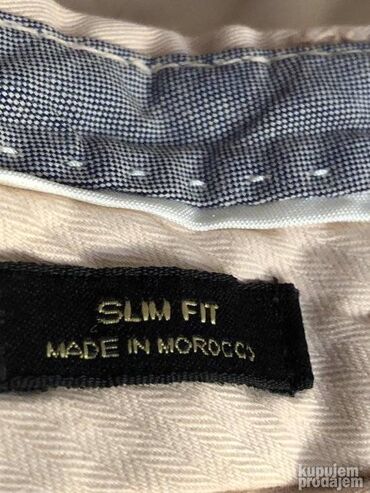 SLIM FIT
MADE IN MOROCCO
kupujem
prodajem